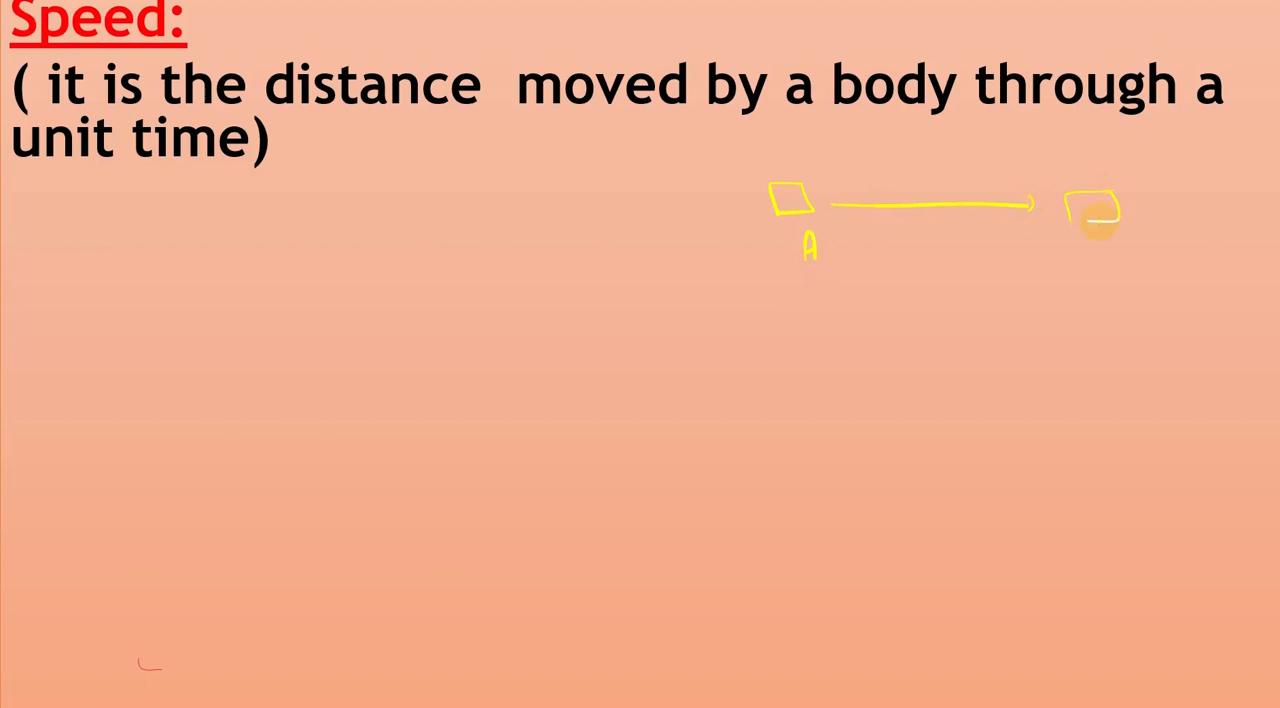 Speed:
( it is the distance moved by a body through a
unit time)
A